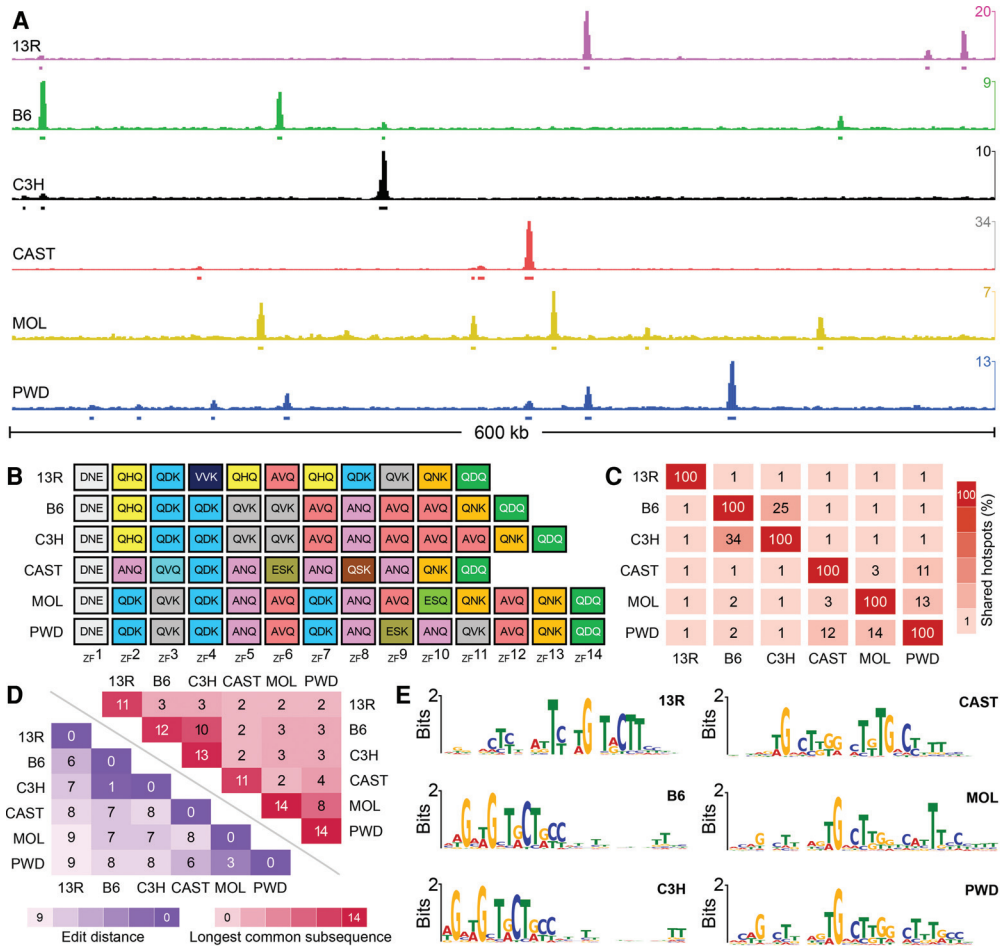 A
13R 20
B6 9
C3H 10
CAST 34
MOL 7
PWD 13
600 kb
B
13R DNE QHQ QDK VVK QHQ AVQ QHQ QDK QVK QNK QDQ
B6 DNE QHQ QDK QDK QVK QVK AVQ ANQ AVQ AVQ QNK QDQ
C3H DNE QHQ QDK QDK QVK QVK AVQ ANQ AVQ AVQ AVQ QNK QDQ
CAST DNE ANQ QVQ QDK ANQ ESK ANQ QSK ANQ QNK QDQ
MOL DNE QDK QVK QDK ANQ AVQ QDK ANQ AVQ ESQ QNK AVQ QNK QDQ
PWD DNE QDK QVK QDK ANQ AVQ QDK ANQ ESK ANQ QVK AVQ QNK QDQ
ZF1 ZF2 ZF3 ZF4 ZF5 ZF6 ZF7 ZF8 ZF9 ZF10 ZF11 ZF12 ZF13 ZF14
C
13R 100 1 1 1 1 1
B6 1 100 25 1 1 1
C3H 1 34 100 1 1 1
CAST 1 1 1 100 3 11
MOL 1 2 1 3 100 13
PWD 1 2 1 12 14 100
13R B6 C3H CAST MOL PWD
100
1
Shared hotspots (%)
D
13R B6 C3H CAST MOL PWD
11 3 3 2 2 2 13R
12 10 2 3 3 B6
13 2 3 3 C3H
11 2 4 CAST
14 8 MOL
14 PWD
13R 0
B6 6 0
C3H 7 1 0
CAST 8 7 8 0
MOL 9 7 7 8 0
PWD 9 8 8 6 3 0
13R B6 C3H CAST MOL PWD
9 0
Edit distance
0 14
Longest common subsequence
E
2 Bits 13R
2 Bits CAST
2 Bits B6
2 Bits MOL
2 Bits C3H
2 Bits PWD